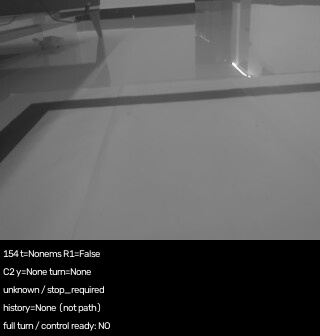 154 t=Nonems R1=False
C2 y=None turn=None
unknown / stop_required
history=None (not path)
full turn / control ready: NO